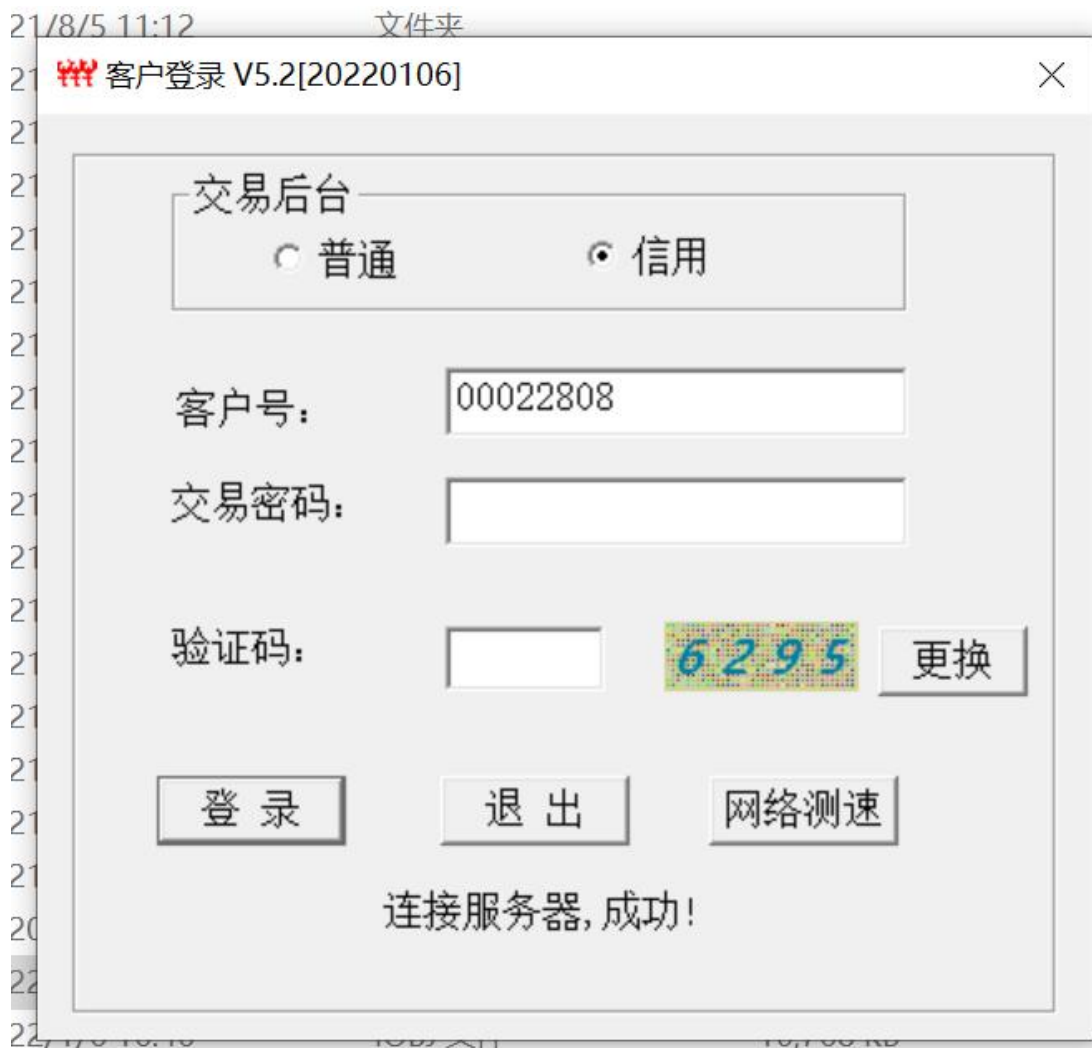 21/8/5 11:12 文件夹
客户登录 V5.2[20220106]
交易后台
普通 信用
客户号: 00022808
交易密码:
验证码: 6295 更换
登 录 退 出 网络测速
连接服务器,成功!